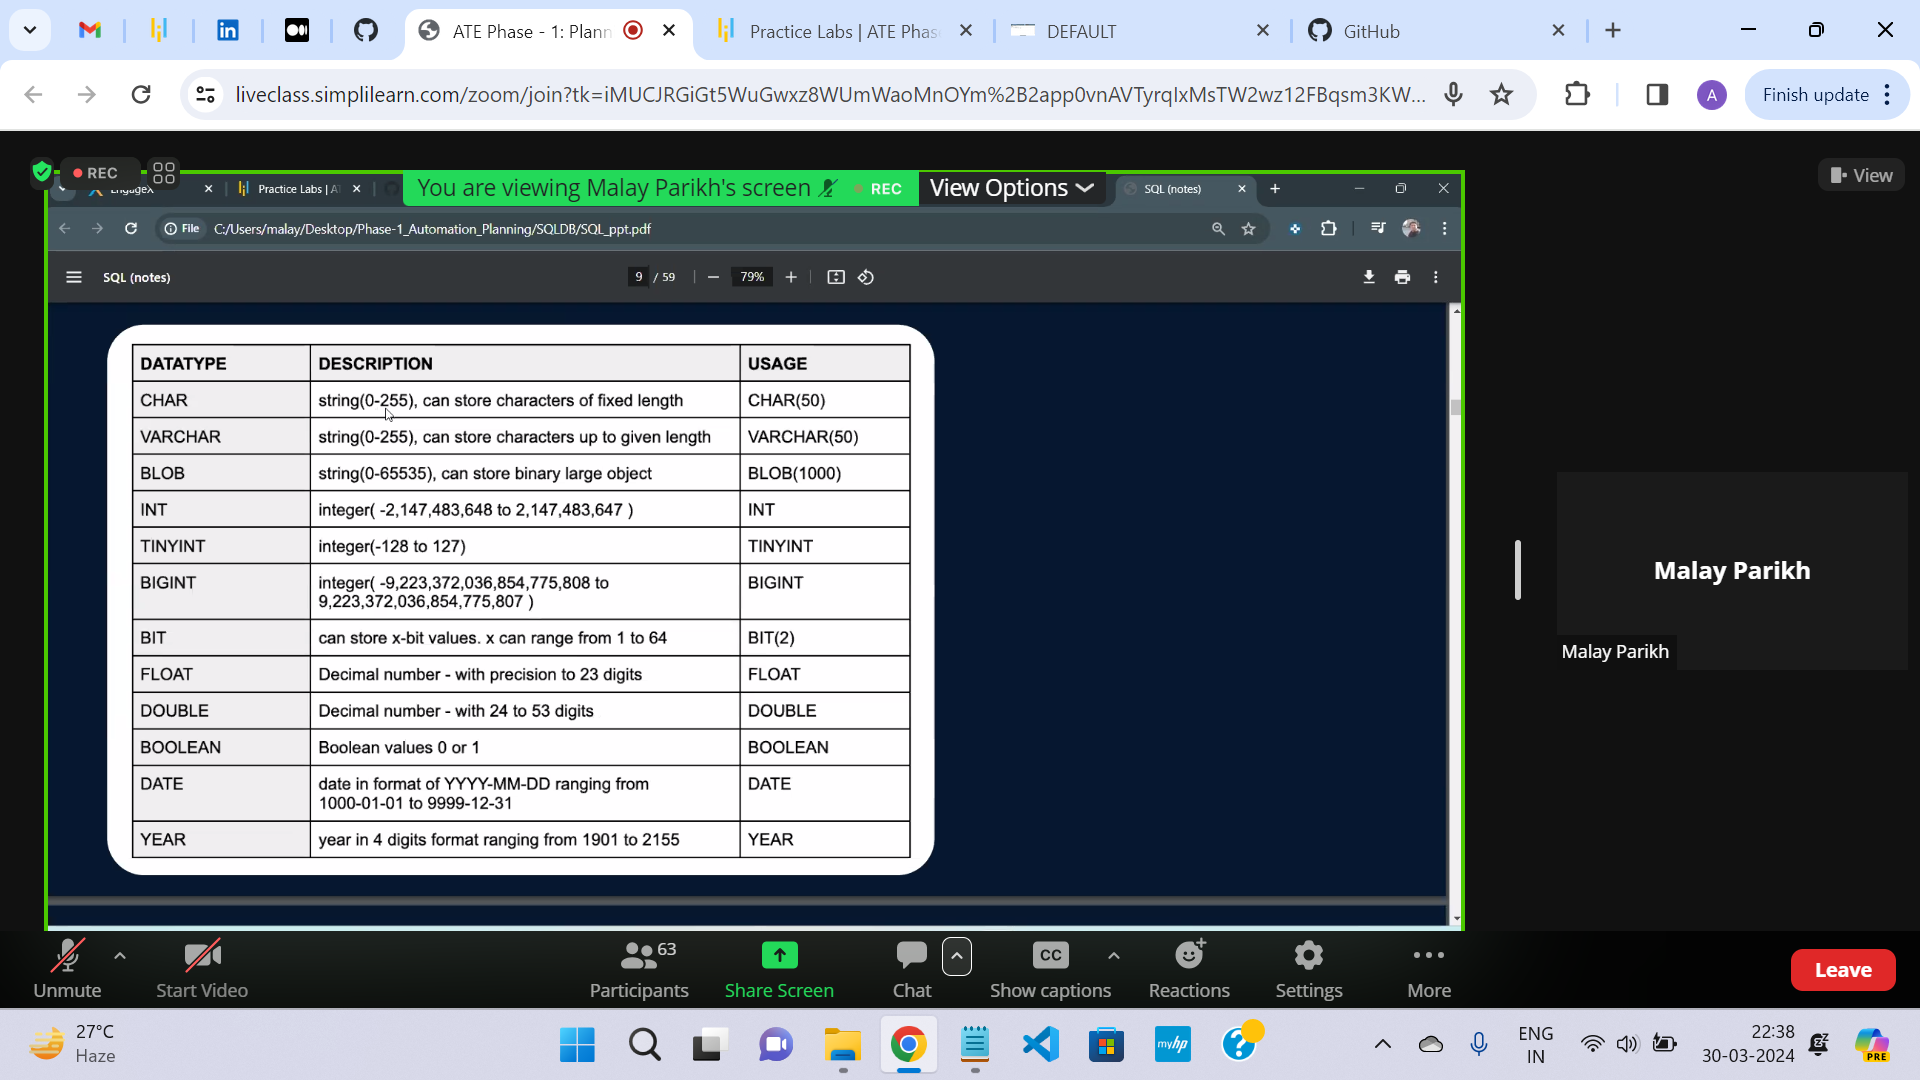 ATE Phase - 1: Plann
Practice Labs | ATE Phas
DEFAULT
GitHub
liveclass.simplilearn.com/zoom/join?tk=iMUCJRGiGt5WuGwxz8WUmWaoMnOYm%2B2app0vnAVTyrqIxMsTW2wz12FBqsm3KW...
A
Finish update
REC
EngageX
Practice Labs | A
You are viewing Malay Parikh's screen
REC
View Options
SQL (notes)
View
File
C:/Users/malay/Desktop/Phase-1_Automation_Planning/SQLDB/SQL_ppt.pdf
SQL (notes)
9 / 59
79%
DATATYPE DESCRIPTION USAGE
CHAR string(0-255), can store characters of fixed length CHAR(50)
VARCHAR string(0-255), can store characters up to given length VARCHAR(50)
BLOB string(0-65535), can store binary large object BLOB(1000)
INT integer( -2,147,483,648 to 2,147,483,647 ) INT
TINYINT integer(-128 to 127) TINYINT
BIGINT integer( -9,223,372,036,854,775,808 to BIGINT
9,223,372,036,854,775,807 )
BIT can store x-bit values. x can range from 1 to 64 BIT(2)
FLOAT Decimal number - with precision to 23 digits FLOAT
DOUBLE Decimal number - with 24 to 53 digits DOUBLE
BOOLEAN Boolean values 0 or 1 BOOLEAN
DATE date in format of YYYY-MM-DD ranging from DATE
1000-01-01 to 9999-12-31
YEAR year in 4 digits format ranging from 1901 to 2155 YEAR
Malay Parikh
Malay Parikh
Unmute
Start Video
63
Participants
Share Screen
Chat
CC
Show captions
Reactions
Settings
More
Leave
27°C
Haze
myhp
ENG
IN
22:38
30-03-2024
PRE